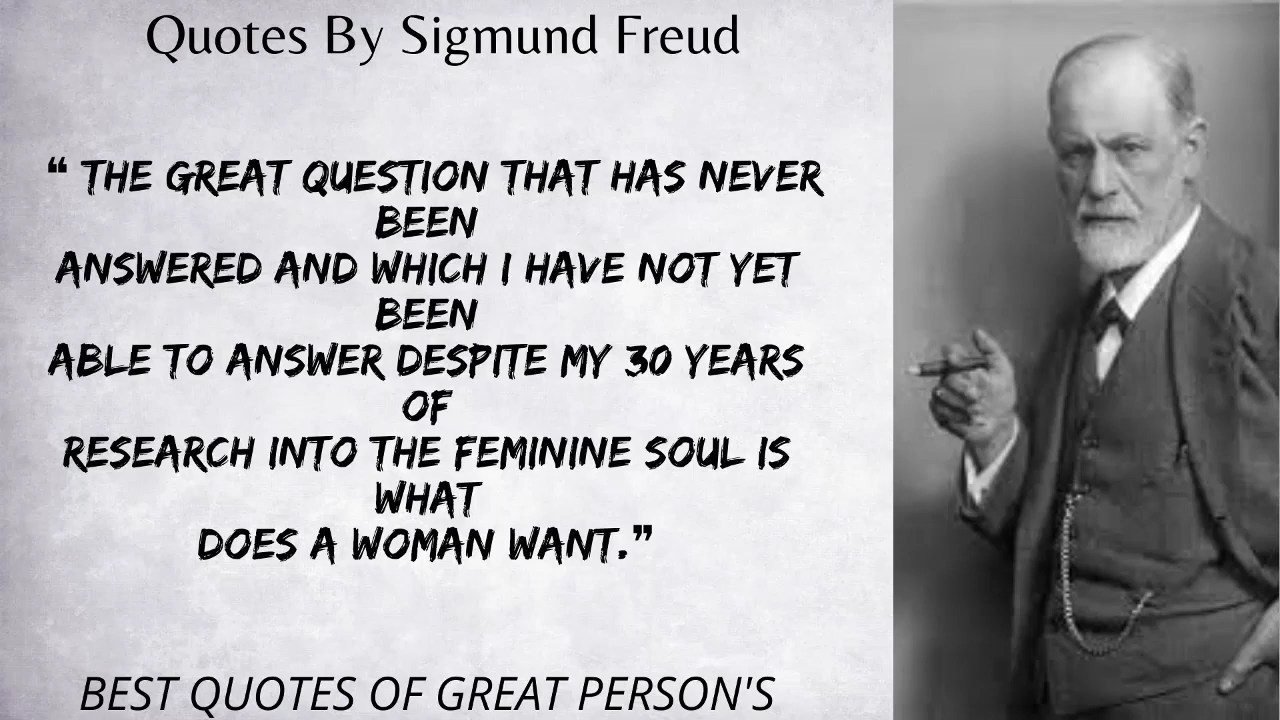 Quotes By Sigmund Freud
❝ THE GREAT QUESTION THAT HAS NEVER
BEEN
ANSWERED AND WHICH I HAVE NOT YET
BEEN
ABLE TO ANSWER DESPITE MY 30 YEARS
OF
RESEARCH INTO THE FEMININE SOUL IS
WHAT
DOES A WOMAN WANT.❞
BEST QUOTES OF GREAT PERSON'S